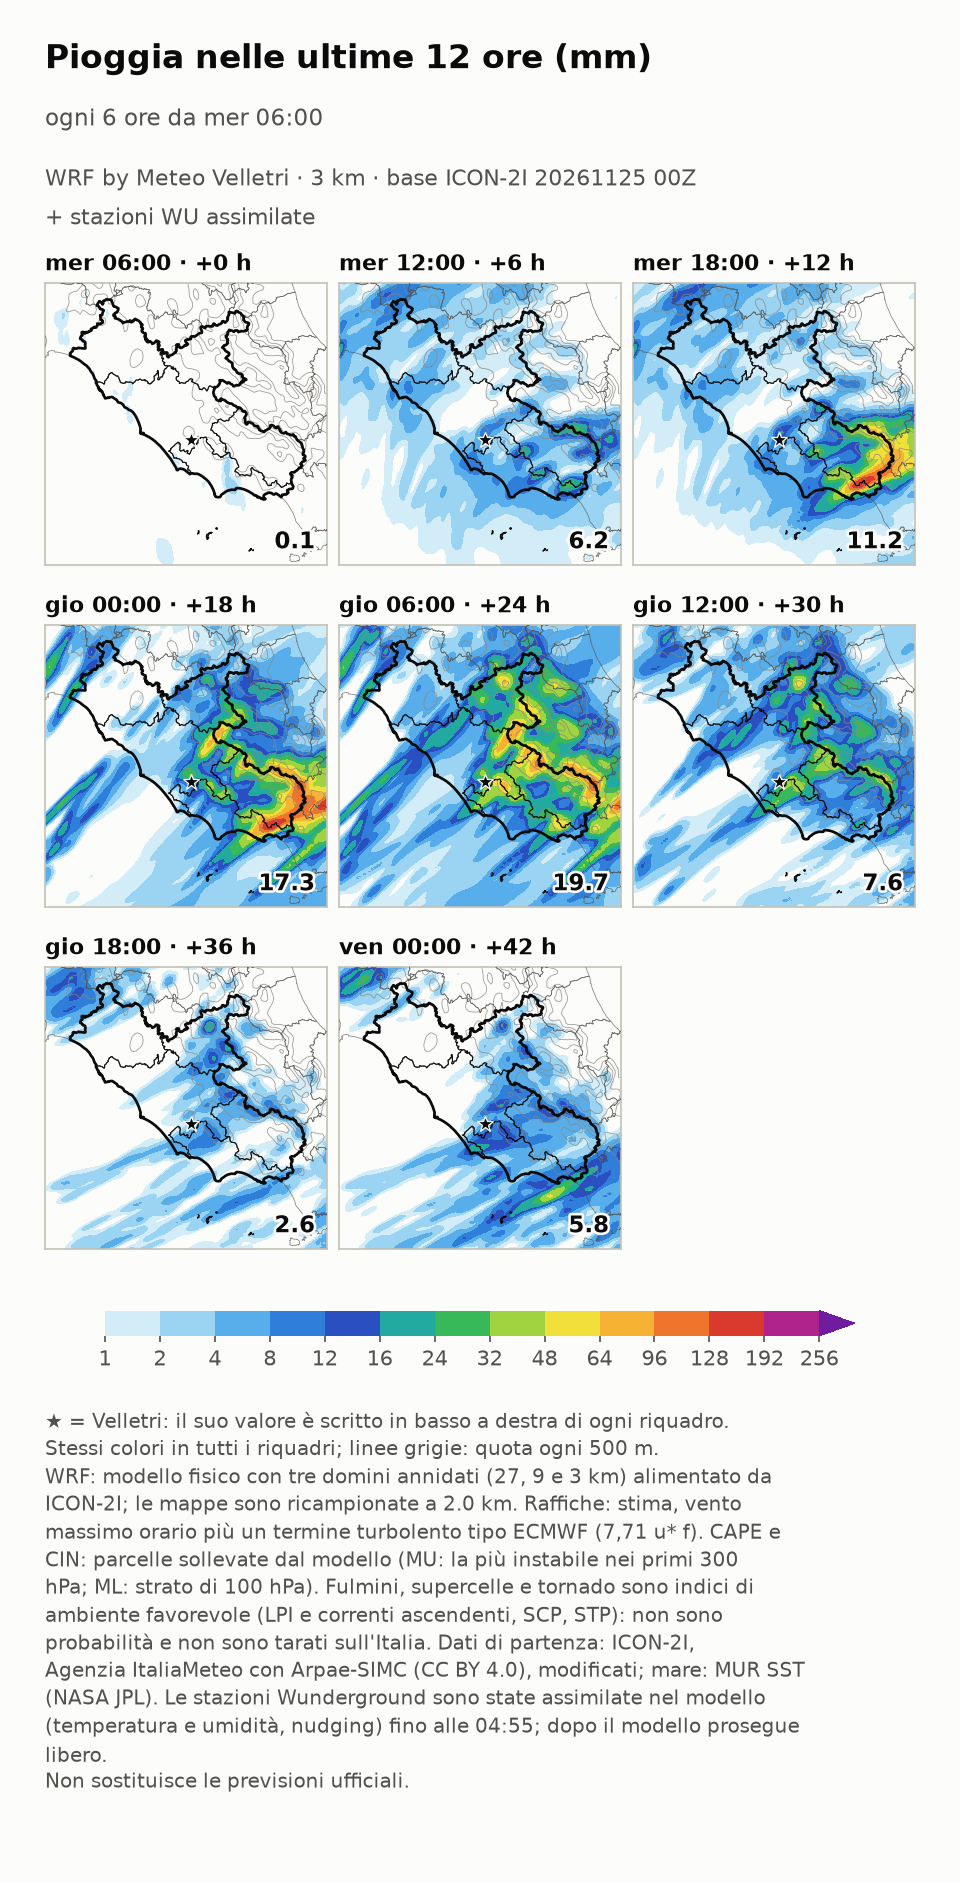 Pioggia nelle ultime 12 ore (mm)
ogni 6 ore da mer 06:00
WRF by Meteo Velletri · 3 km · base ICON-2I 20261125 00Z
+ stazioni WU assimilate
mer 06:00 · +0 h
mer 12:00 · +6 h
mer 18:00 · +12 h
0.1
6.2
11.2
gio 00:00 · +18 h
gio 06:00 · +24 h
gio 12:00 · +30 h
17.3
19.7
7.6
gio 18:00 · +36 h
ven 00:00 · +42 h
2.6
5.8
1 2 4 8 12 16 24 32 48 64 96 128 192 256
★ = Velletri: il suo valore è scritto in basso a destra di ogni riquadro.
Stessi colori in tutti i riquadri; linee grigie: quota ogni 500 m.
WRF: modello fisico con tre domini annidati (27, 9 e 3 km) alimentato da
ICON-2I; le mappe sono ricampionate a 2.0 km. Raffiche: stima, vento
massimo orario più un termine turbolento tipo ECMWF (7,71 u* f). CAPE e
CIN: parcelle sollevate dal modello (MU: la più instabile nei primi 300
hPa; ML: strato di 100 hPa). Fulmini, supercelle e tornado sono indici di
ambiente favorevole (LPI e correnti ascendenti, SCP, STP): non sono
probabilità e non sono tarati sull'Italia. Dati di partenza: ICON-2I,
Agenzia ItaliaMeteo con Arpae-SIMC (CC BY 4.0), modificati; mare: MUR SST
(NASA JPL). Le stazioni Wunderground sono state assimilate nel modello
(temperatura e umidità, nudging) fino alle 04:55; dopo il modello prosegue
libero.
Non sostituisce le previsioni ufficiali.